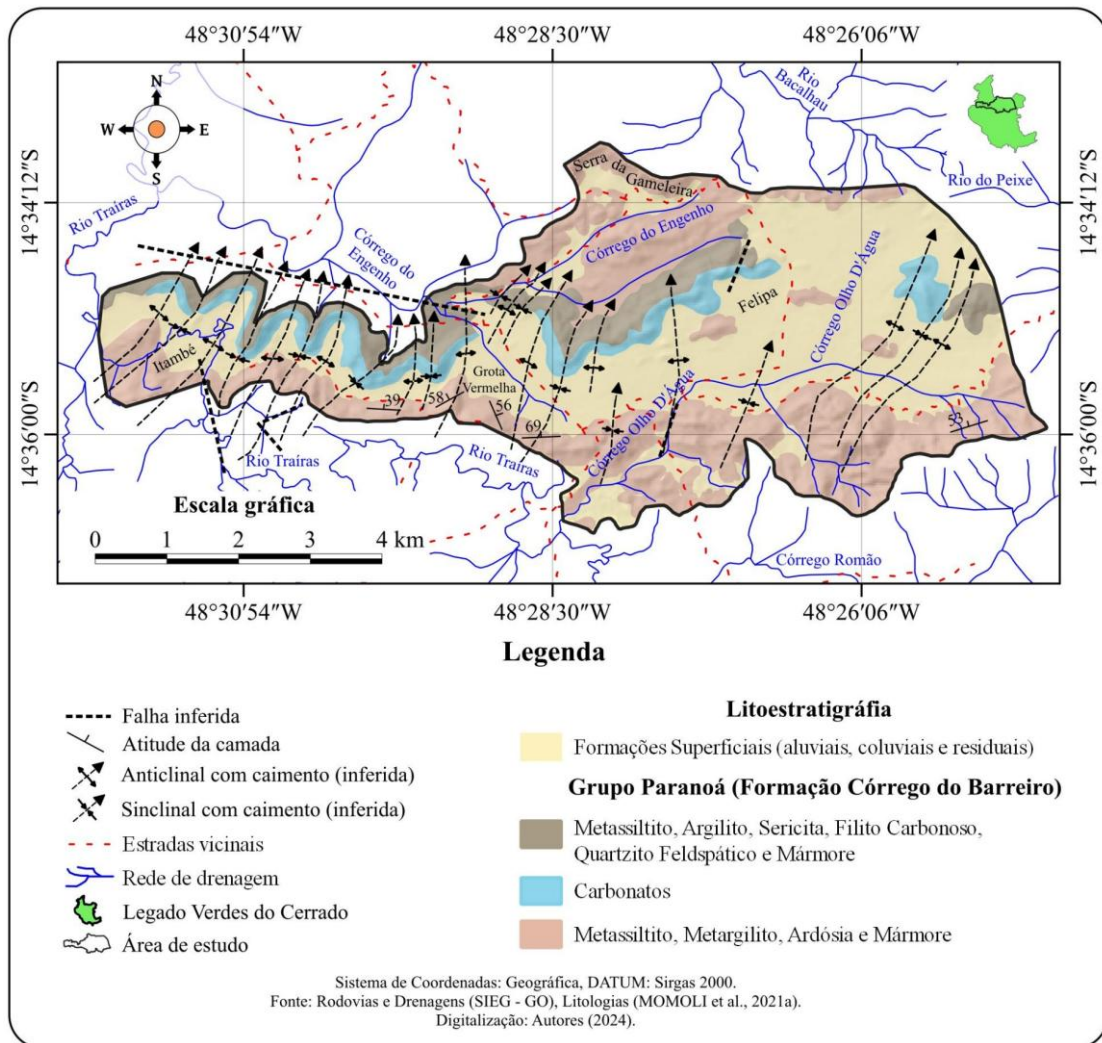 48°30′54″W 48°28′30″W 48°26′06″W
N
W E
S
Rio
Bacalhau
Rio do Peixe
Serra da
Gameleira
14°34′12″S 14°34′12″S
Rio Traíras
Córrego do
Engenho
Córrego do Engenho
Felipa
Córrego Olho D'Água
Itambé
Grota
Vermelha
39
58
56
69
53
Córrego Olho D'Água
14°36′00″S 14°36′00″S
Rio Traíras
Rio Traíras
Córrego Romão
Escala gráfica
0 1 2 3 4 km
48°30′54″W 48°28′30″W 48°26′06″W
Legenda
Falha inferida
Atitude da camada
Anticlinal com caimento (inferida)
Sinclinal com caimento (inferida)
Estradas vicinais
Rede de drenagem
Legado Verdes do Cerrado
Área de estudo
Litoestratigráfia
Formações Superficiais (aluviais, coluviais e residuais)
Grupo Paranoá (Formação Córrego do Barreiro)
Metassiltito, Argilito, Sericita, Filito Carbonoso,
Quartzito Feldspático e Mármore
Carbonatos
Metassiltito, Metargilito, Ardósia e Mármore
Sistema de Coordenadas: Geográfica, DATUM: Sirgas 2000.
Fonte: Rodovias e Drenagens (SIEG - GO), Litologias (MOMOLI et al., 2021a).
Digitalização: Autores (2024).